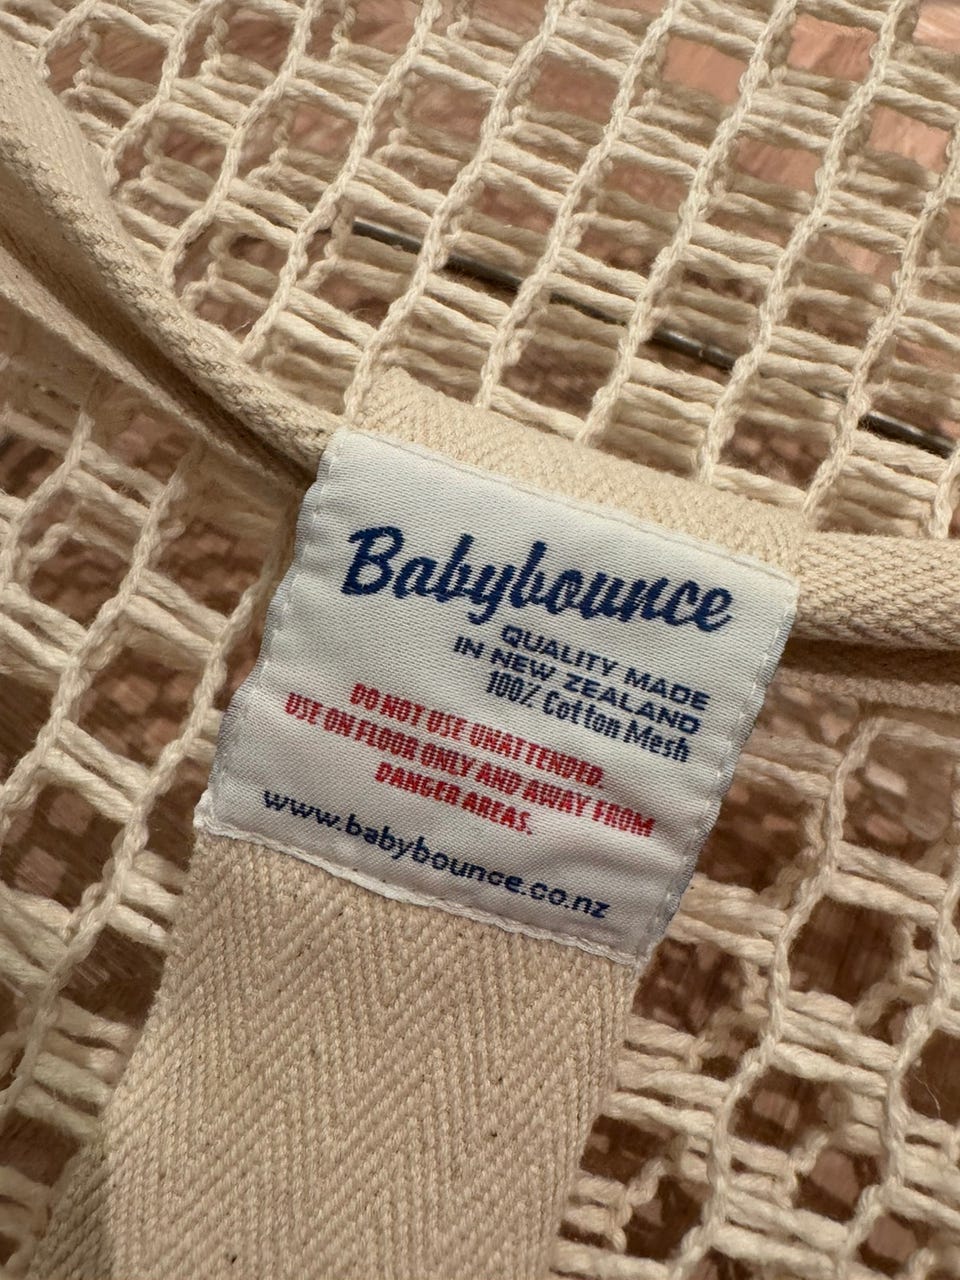 Babybounce
QUALITY MADE
IN NEW ZEALAND
100% Cotton Mesh
DO NOT USE UNATTENDED.
USE ON FLOOR ONLY AND AWAY FROM
DANGER AREAS.
www.babybounce.co.nz